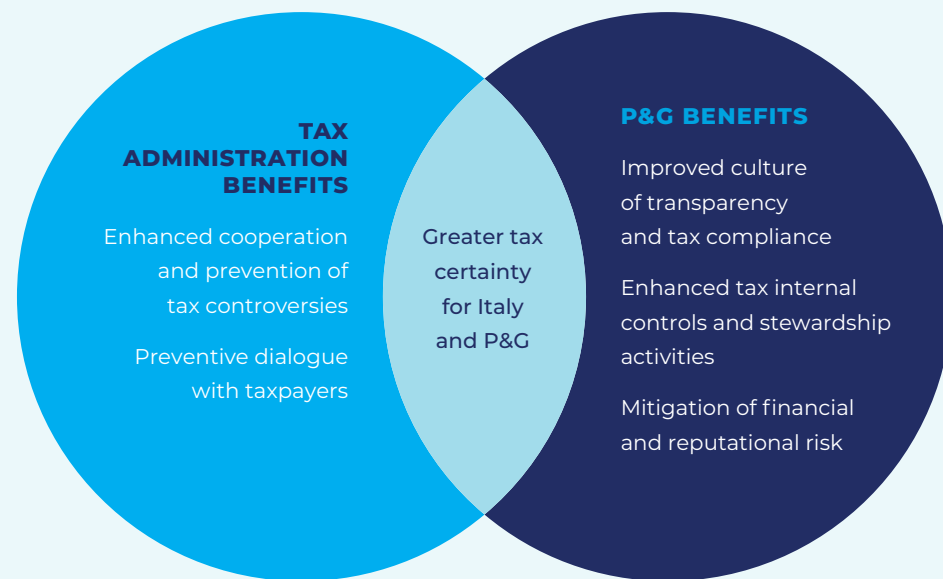 TAX
ADMINISTRATION
BENEFITS
Enhanced cooperation
and prevention of
tax controversies
Preventive dialogue
with taxpayers
Greater tax
certainty
for Italy
and P&G
P&G BENEFITS
Improved culture
of transparency
and tax compliance
Enhanced tax internal
controls and stewardship
activities
Mitigation of financial
and reputational risk